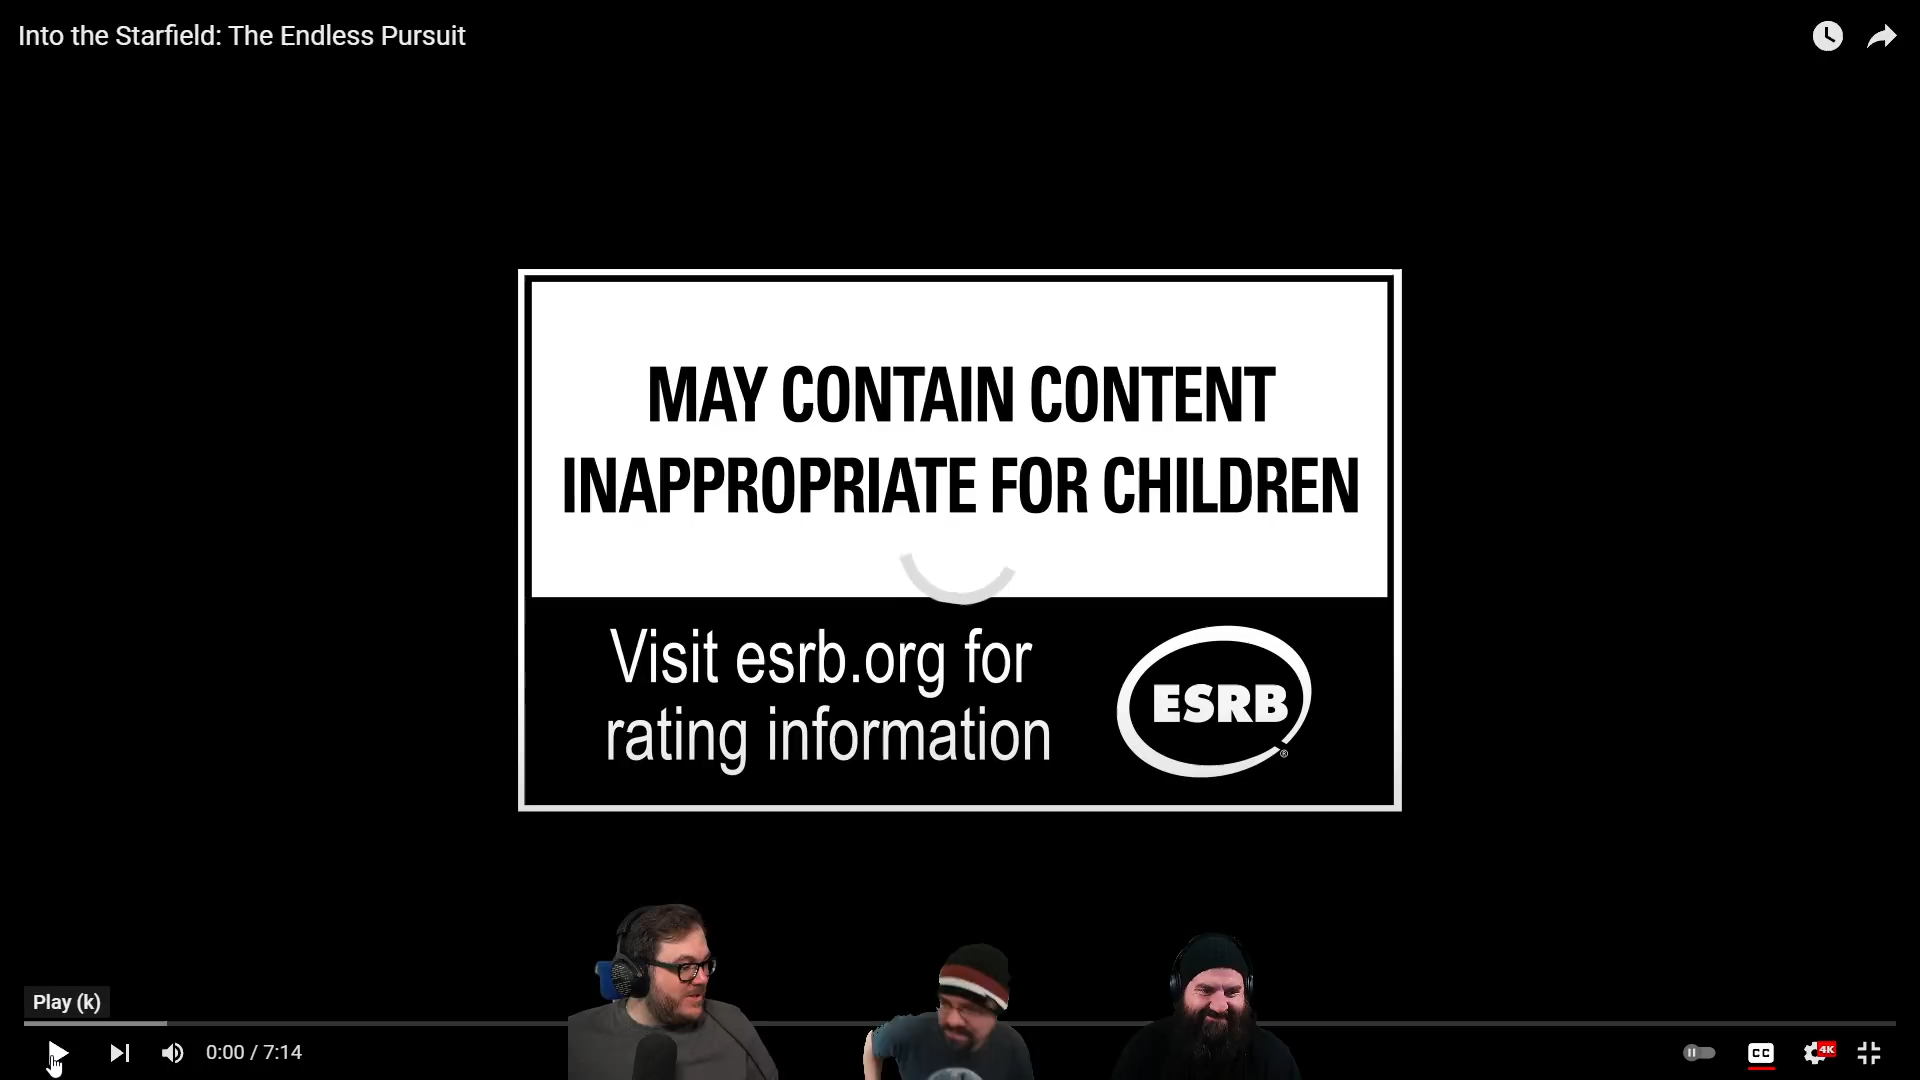 Into the Starfield: The Endless Pursuit
MAY CONTAIN CONTENT
INAPPROPRIATE FOR CHILDREN
Visit esrb.org for
rating information
ESRB
®
Play (k)
0:00 / 7:14
CC
4K